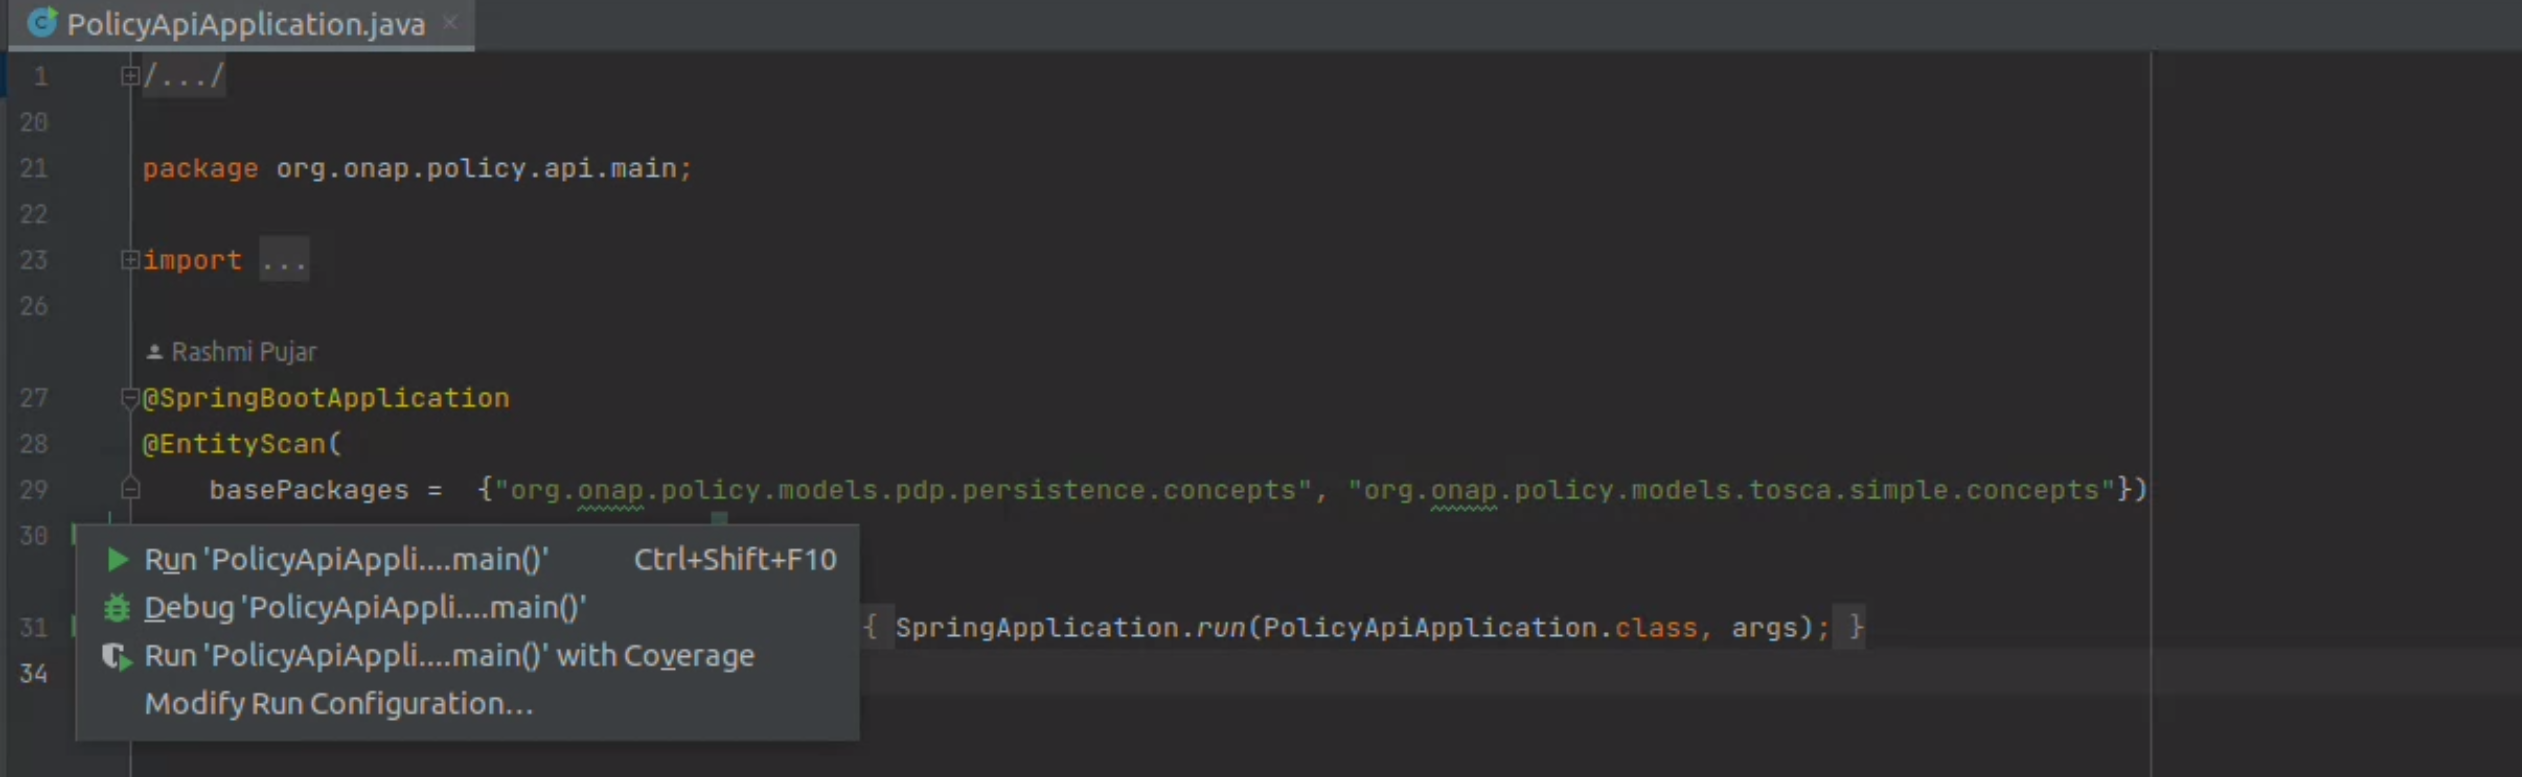 PolicyApiApplication.java ×
1 /.../
20
21 package org.onap.policy.api.main;
22
23 import ...
26
Rashmi Pujar
27 @SpringBootApplication
28 @EntityScan(
29 basePackages = {"org.onap.policy.models.pdp.persistence.concepts", "org.onap.policy.models.tosca.simple.concepts"})
30
Run 'PolicyApiAppli....main()' Ctrl+Shift+F10
Debug 'PolicyApiAppli....main()'
31 { SpringApplication.run(PolicyApiApplication.class, args); }
Run 'PolicyApiAppli....main()' with Coverage
34
Modify Run Configuration...